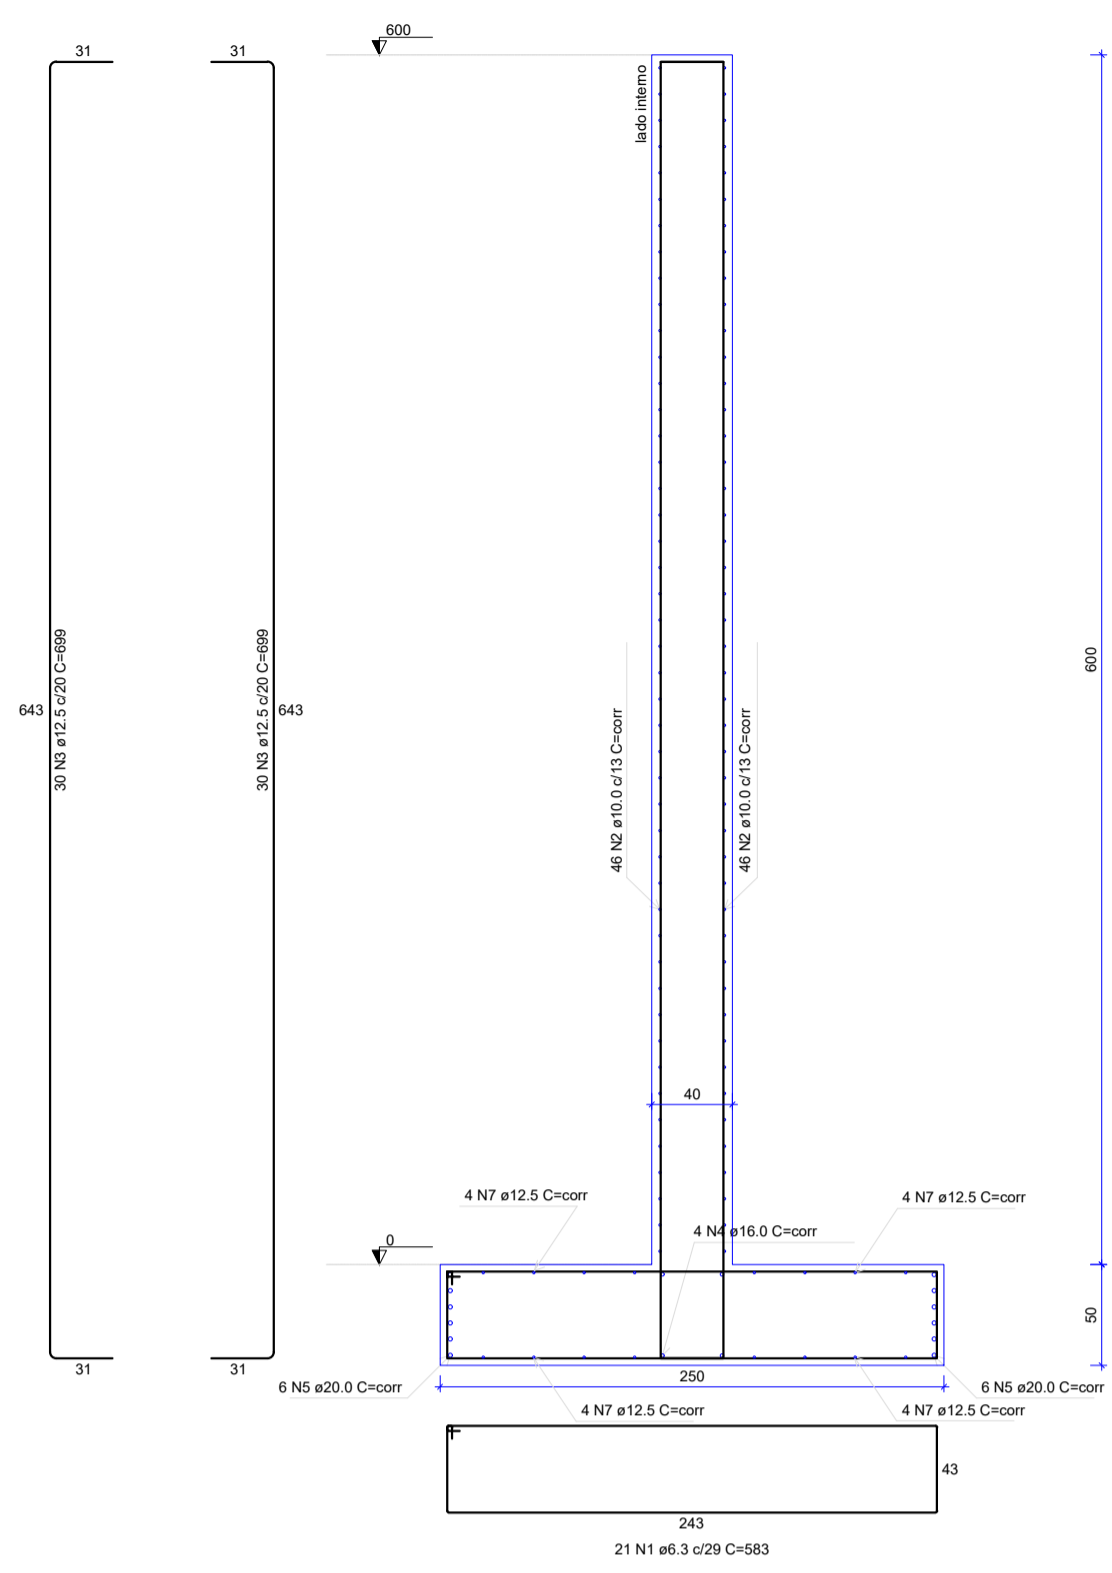 31
31
600
lado interno
643
30 N3 ø12.5 c/20 C=699
30 N3 ø12.5 c/20 C=699
643
46 N2 ø10.0 c/13 C=corr
46 N2 ø10.0 c/13 C=corr
600
40
4 N7 ø12.5 C=corr
4 N7 ø12.5 C=corr
4 N4 ø16.0 C=corr
0
50
31
31
250
6 N5 ø20.0 C=corr
6 N5 ø20.0 C=corr
4 N7 ø12.5 C=corr
4 N7 ø12.5 C=corr
43
243
21 N1 ø6.3 c/29 C=583